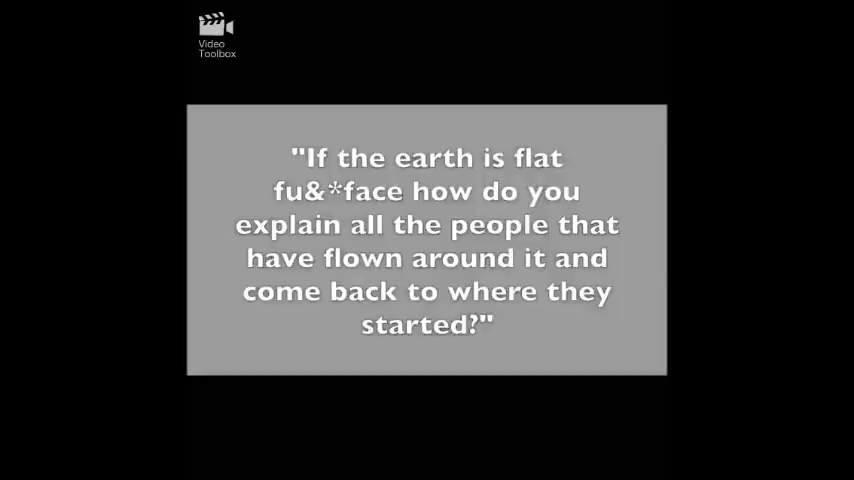 Video
Toolbox
"If the earth is flat
fu&*face how do you
explain all the people that
have flown around it and
come back to where they
started?"